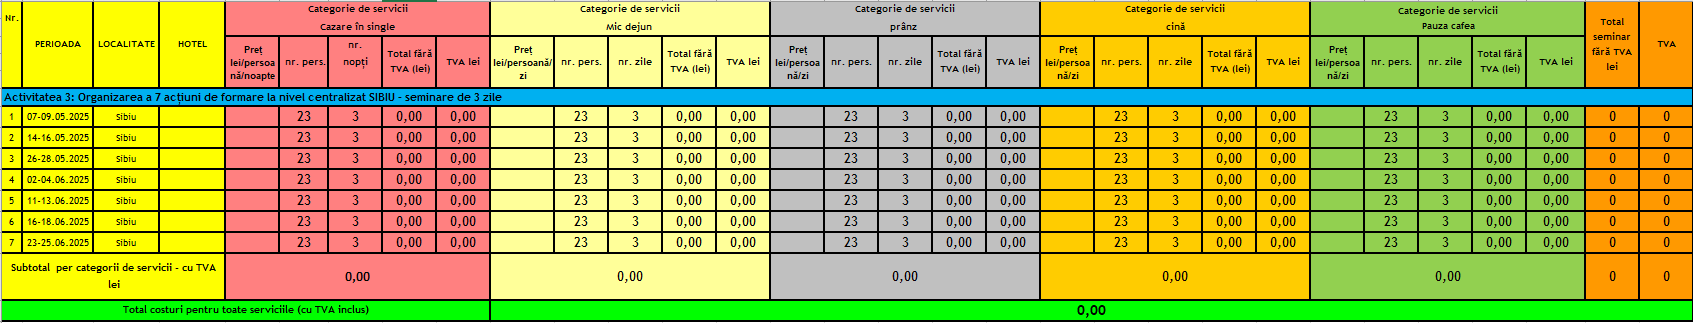 Nr. PERIOADA LOCALITATE HOTEL Categorie de servicii Categorie de servicii Categorie de servicii Categorie de servicii Categorie de servicii Total seminar fără TVA lei TVA
Cazare în single Mic dejun prânz cină Pauza cafea
Preț lei/persoană/noapte nr. pers. nr. nopți Total fără TVA (lei) TVA lei Preț lei/persoană/zi nr. pers. nr. zile Total fără TVA (lei) TVA lei Preț lei/persoană/zi nr. pers. nr. zile Total fără TVA (lei) TVA lei Preț lei/persoană/zi nr. pers. nr. zile Total fără TVA (lei) TVA lei Preț lei/persoană/zi nr. pers. nr. zile Total fără TVA (lei) TVA lei
Activitatea 3: Organizarea a 7 acțiuni de formare la nivel centralizat SIBIU - seminare de 3 zile
1 07-09.05.2025 Sibiu 23 3 0,00 0,00 23 3 0,00 0,00 23 3 0,00 0,00 23 3 0,00 0,00 23 3 0,00 0,00 0 0
2 14-16.05.2025 Sibiu 23 3 0,00 0,00 23 3 0,00 0,00 23 3 0,00 0,00 23 3 0,00 0,00 23 3 0,00 0,00 0 0
3 26-28.05.2025 Sibiu 23 3 0,00 0,00 23 3 0,00 0,00 23 3 0,00 0,00 23 3 0,00 0,00 23 3 0,00 0,00 0 0
4 02-04.06.2025 Sibiu 23 3 0,00 0,00 23 3 0,00 0,00 23 3 0,00 0,00 23 3 0,00 0,00 23 3 0,00 0,00 0 0
5 11-13.06.2025 Sibiu 23 3 0,00 0,00 23 3 0,00 0,00 23 3 0,00 0,00 23 3 0,00 0,00 23 3 0,00 0,00 0 0
6 16-18.06.2025 Sibiu 23 3 0,00 0,00 23 3 0,00 0,00 23 3 0,00 0,00 23 3 0,00 0,00 23 3 0,00 0,00 0 0
7 23-25.06.2025 Sibiu 23 3 0,00 0,00 23 3 0,00 0,00 23 3 0,00 0,00 23 3 0,00 0,00 23 3 0,00 0,00 0 0
Subtotal per categorii de servicii - cu TVA lei 0,00 0,00 0,00 0,00 0,00 0 0
Total costuri pentru toate serviciile (cu TVA inclus) 0,00